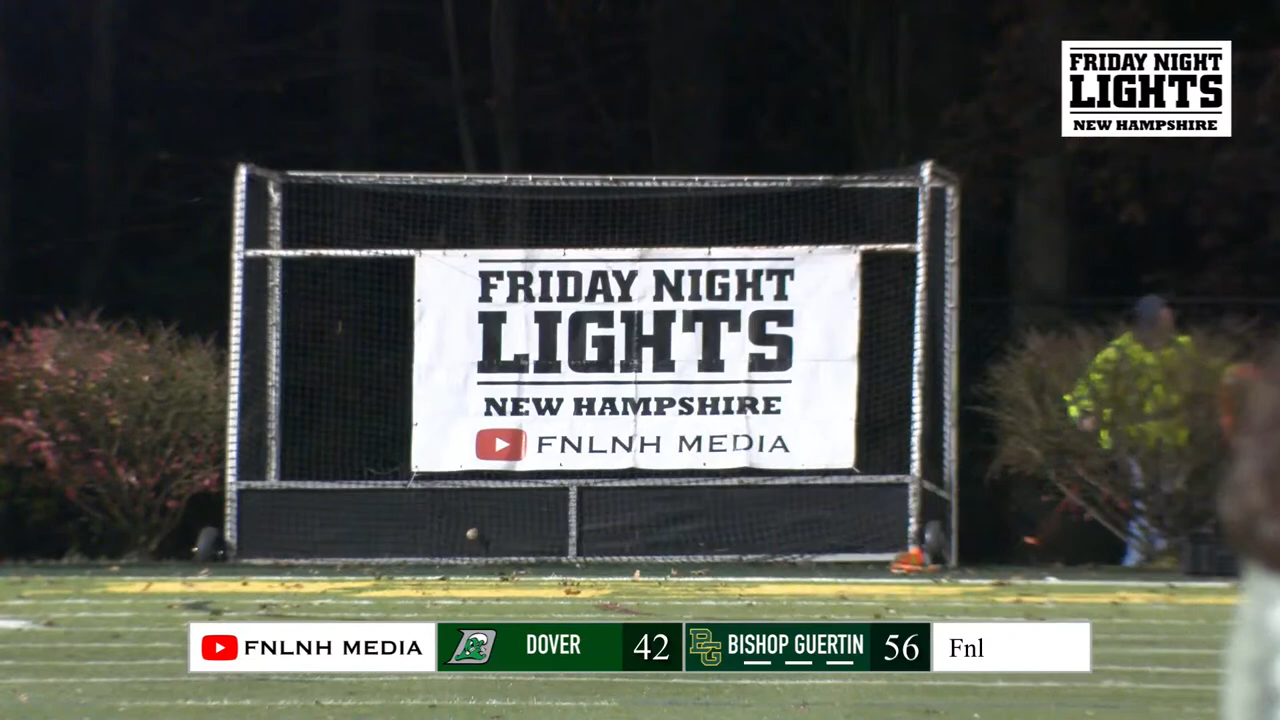 FRIDAY NIGHT
LIGHTS
NEW HAMPSHIRE
FRIDAY NIGHT
LIGHTS
NEW HAMPSHIRE
FNLNH MEDIA
FNLNH MEDIA
DOVER 42
BG BISHOP GUERTIN 56
Fnl